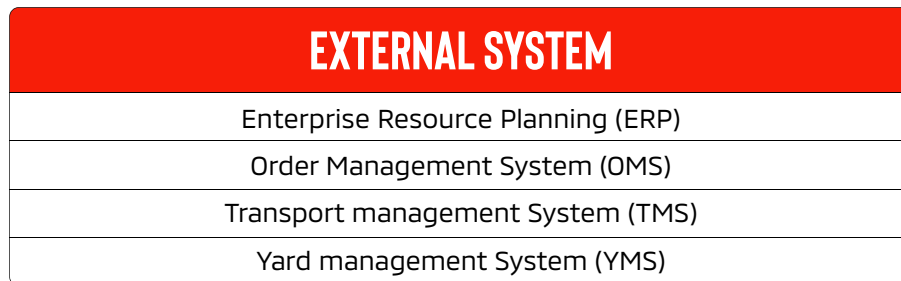 EXTERNAL SYSTEM
Enterprise Resource Planning (ERP)
Order Management System (OMS)
Transport management System (TMS)
Yard management System (YMS)